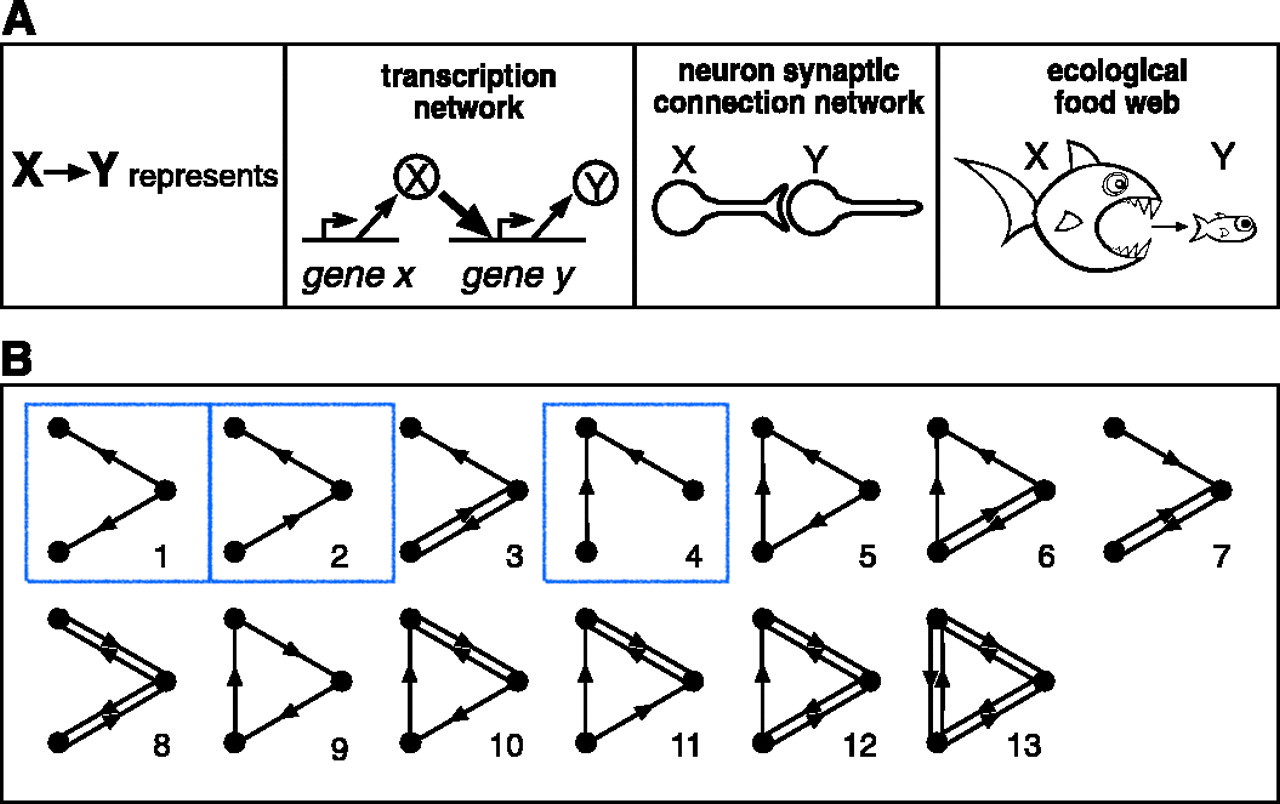 A
X→Y represents
transcription
network
X
Y
gene x
gene y
neuron synaptic
connection network
X
Y
ecological
food web
X
Y
B
1
2
3
4
5
6
7
8
9
10
11
12
13